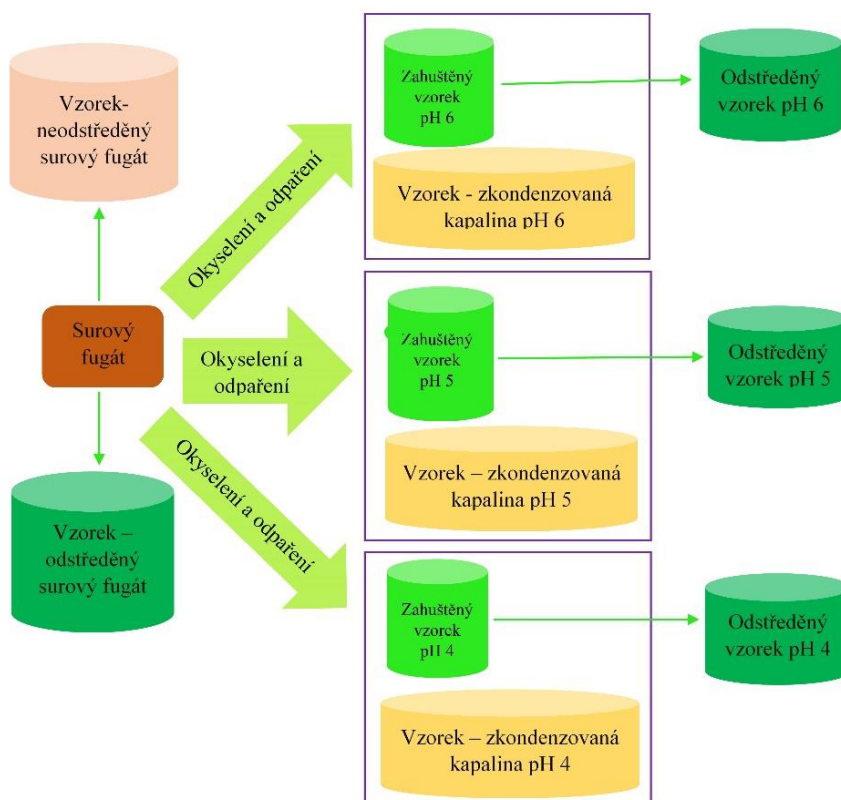 Vzorek-
neodstředěný
surový fugát
Surový
fugát
Vzorek –
odstředěný
surový fugát
Okyselení a odpaření
Okyselení a
odpaření
Okyselení a odpaření
Zahuštěný
vzorek
pH 6
Vzorek - zkondenzovaná
kapalina pH 6
Odstředěný
vzorek pH 6
Zahuštěný
vzorek
pH 5
Vzorek – zkondenzovaná
kapalina pH 5
Odstředěný
vzorek pH 5
Zahuštěný
vzorek
pH 4
Vzorek – zkondenzovaná
kapalina pH 4
Odstředěný
vzorek pH 4